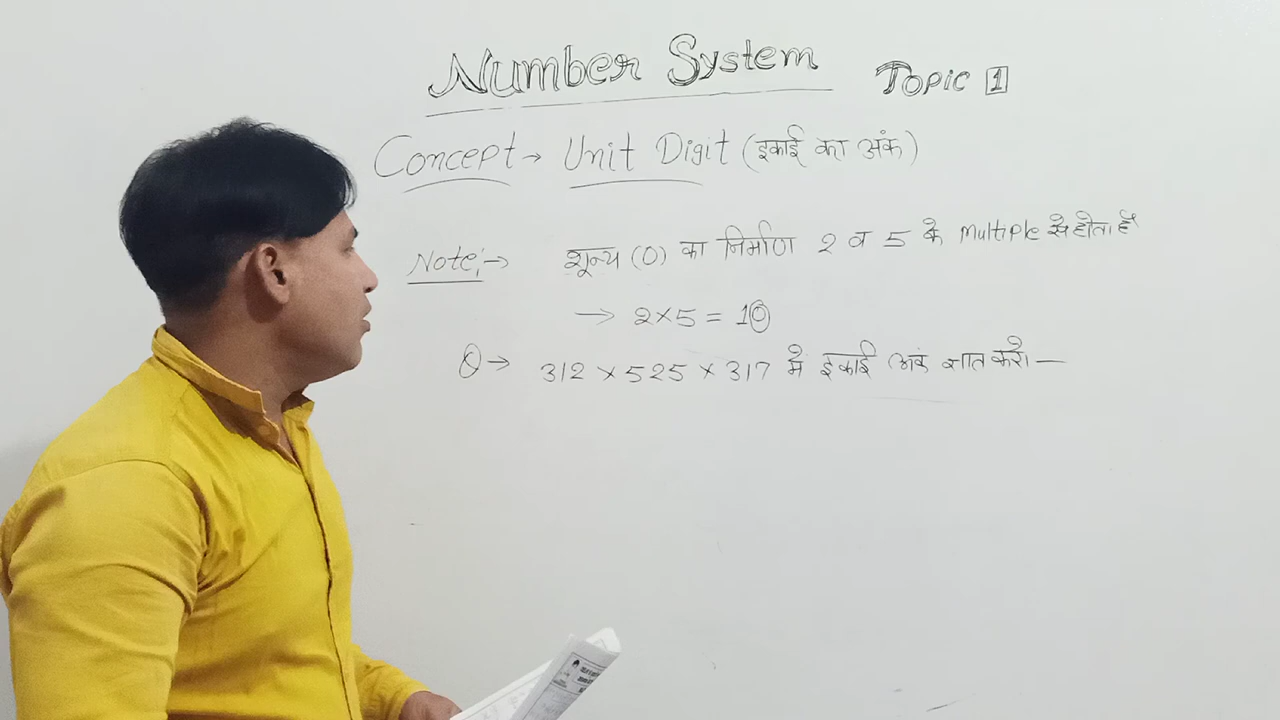 Number System Topic 1
Concept → Unit Digit (इकाई का अंक)
Note:→ शून्य (0) का निर्माण 2 व 5 के Multiple से होता है
→ 2×5 = 10
Q→ 312 × 525 × 317 में इकाई अंक ज्ञात करो —